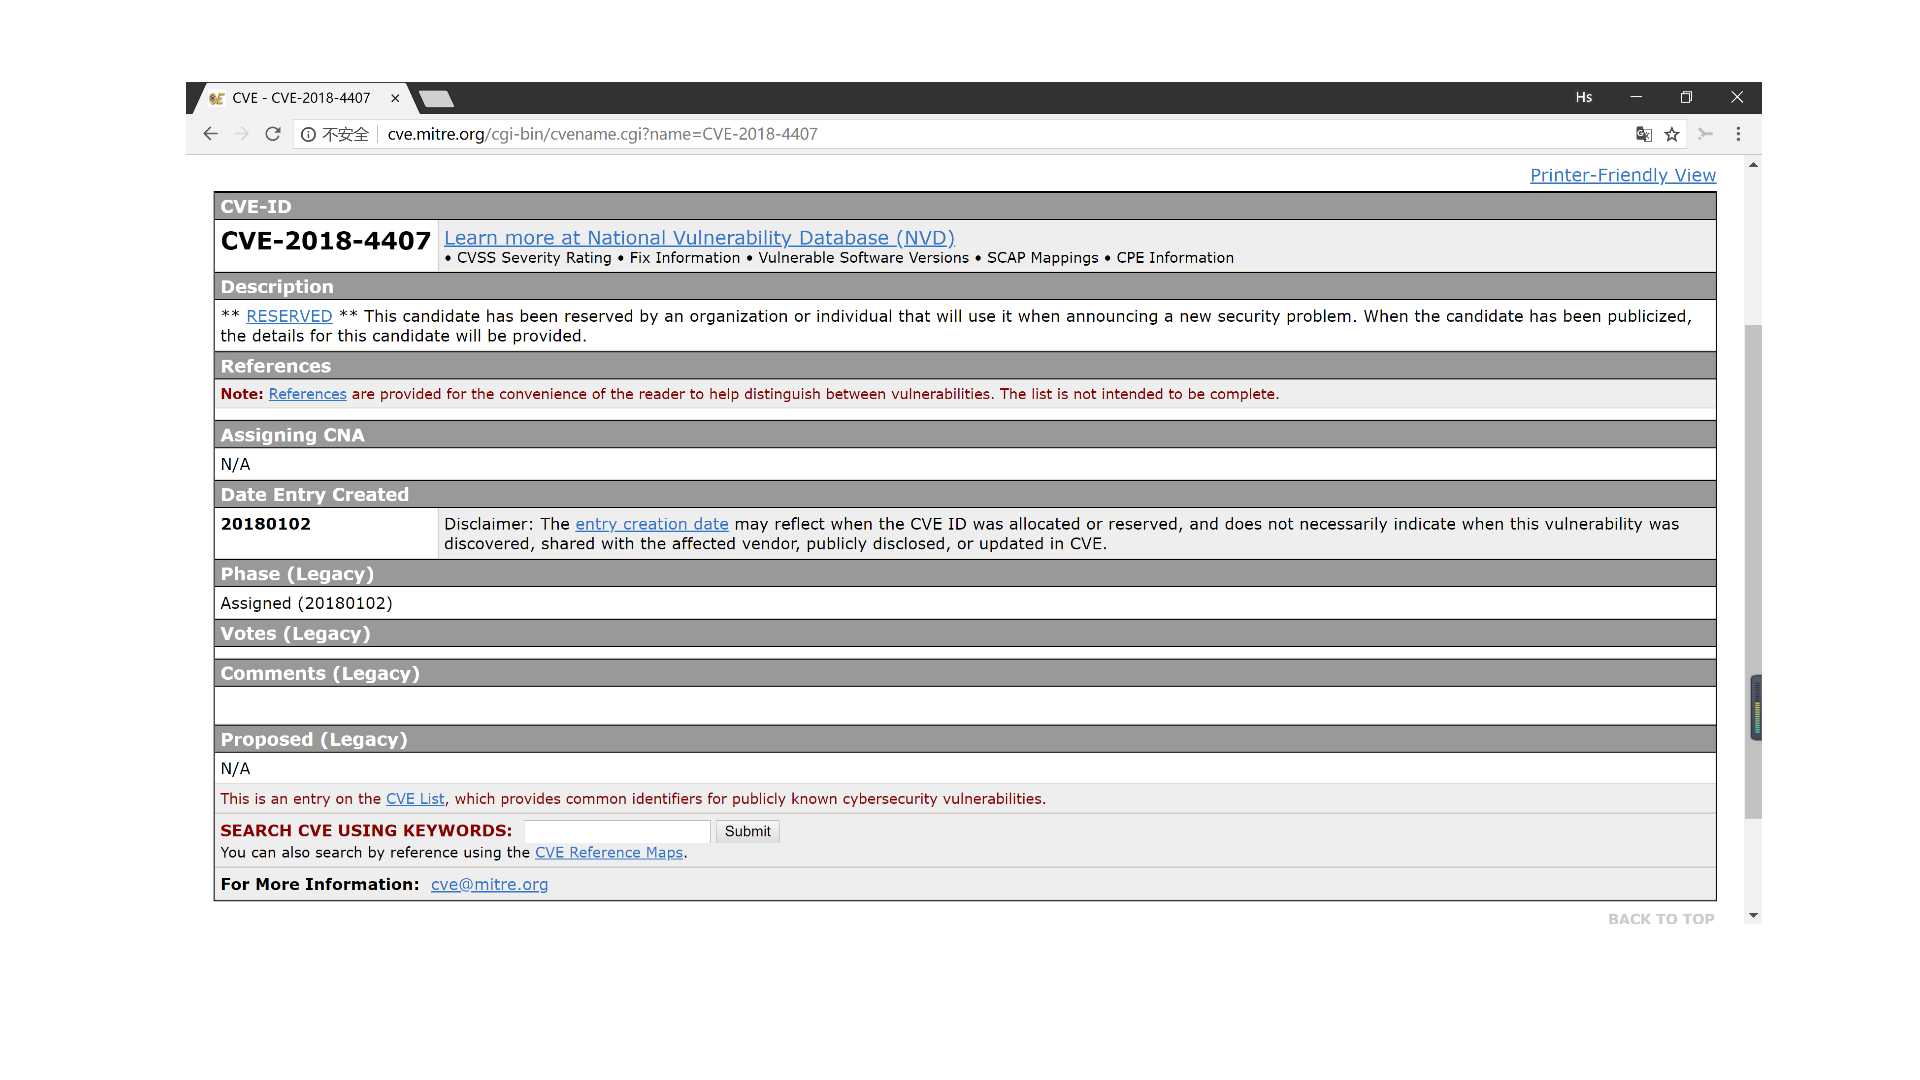 CVE - CVE-2018-4407
Hs
不安全 cve.mitre.org/cgi-bin/cvename.cgi?name=CVE-2018-4407
Printer-Friendly View
CVE-ID
CVE-2018-4407
Learn more at National Vulnerability Database (NVD)
• CVSS Severity Rating • Fix Information • Vulnerable Software Versions • SCAP Mappings • CPE Information
Description
** RESERVED ** This candidate has been reserved by an organization or individual that will use it when announcing a new security problem. When the candidate has been publicized,
the details for this candidate will be provided.
References
Note: References are provided for the convenience of the reader to help distinguish between vulnerabilities. The list is not intended to be complete.
Assigning CNA
N/A
Date Entry Created
20180102
Disclaimer: The entry creation date may reflect when the CVE ID was allocated or reserved, and does not necessarily indicate when this vulnerability was
discovered, shared with the affected vendor, publicly disclosed, or updated in CVE.
Phase (Legacy)
Assigned (20180102)
Votes (Legacy)
Comments (Legacy)
Proposed (Legacy)
N/A
This is an entry on the CVE List, which provides common identifiers for publicly known cybersecurity vulnerabilities.
SEARCH CVE USING KEYWORDS: Submit
You can also search by reference using the CVE Reference Maps.
For More Information: cve@mitre.org
BACK TO TOP